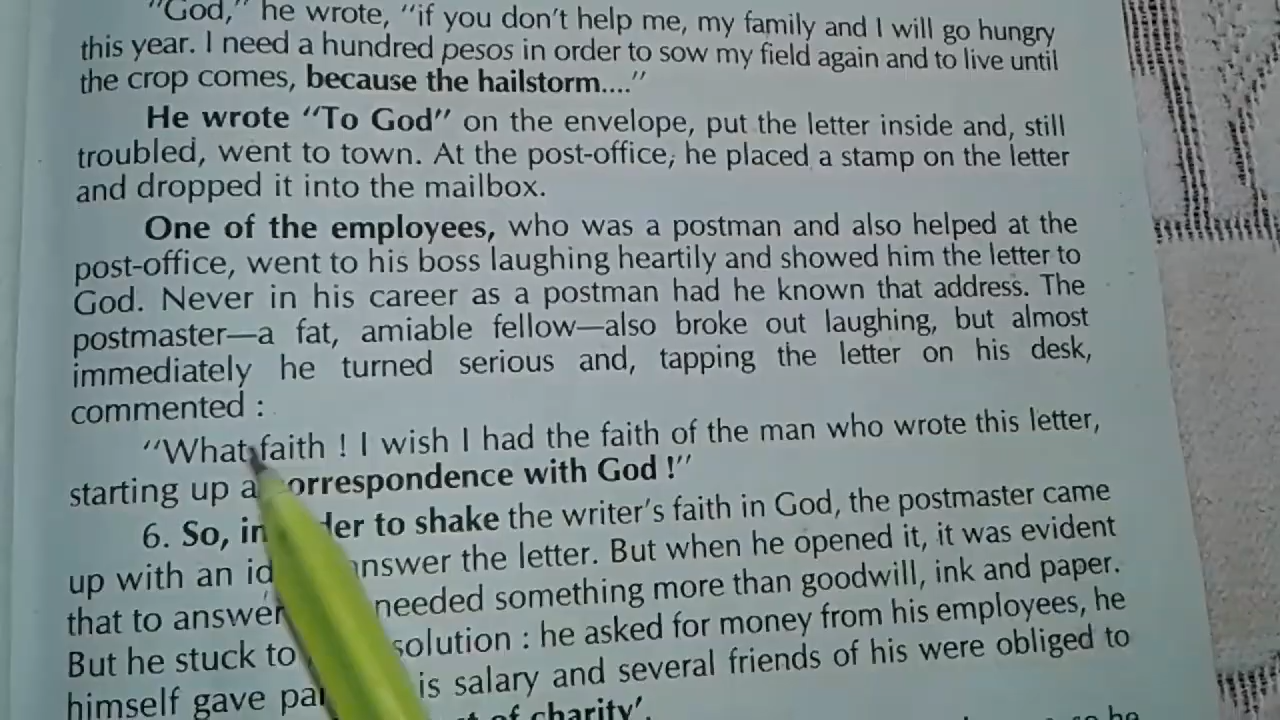 "God," he wrote, "if you don't help me, my family and I will go hungry
this year. I need a hundred pesos in order to sow my field again and to live until
the crop comes, because the hailstorm...."
He wrote "To God" on the envelope, put the letter inside and, still
troubled, went to town. At the post-office, he placed a stamp on the letter
and dropped it into the mailbox.
One of the employees, who was a postman and also helped at the
post-office, went to his boss laughing heartily and showed him the letter to
God. Never in his career as a postman had he known that address. The
postmaster—a fat, amiable fellow—also broke out laughing, but almost
immediately he turned serious and, tapping the letter on his desk,
commented :
"What faith ! I wish I had the faith of the man who wrote this letter,
starting up a correspondence with God !"
6. So, in to shake the writer's faith in God, the postmaster came
up with an answer the letter. But when he opened it, it was evident
that to answer needed something more than goodwill, ink and paper.
But he stuck to solution : he asked for money from his employees, he
himself gave salary and several friends of his were obliged to
of charity'.